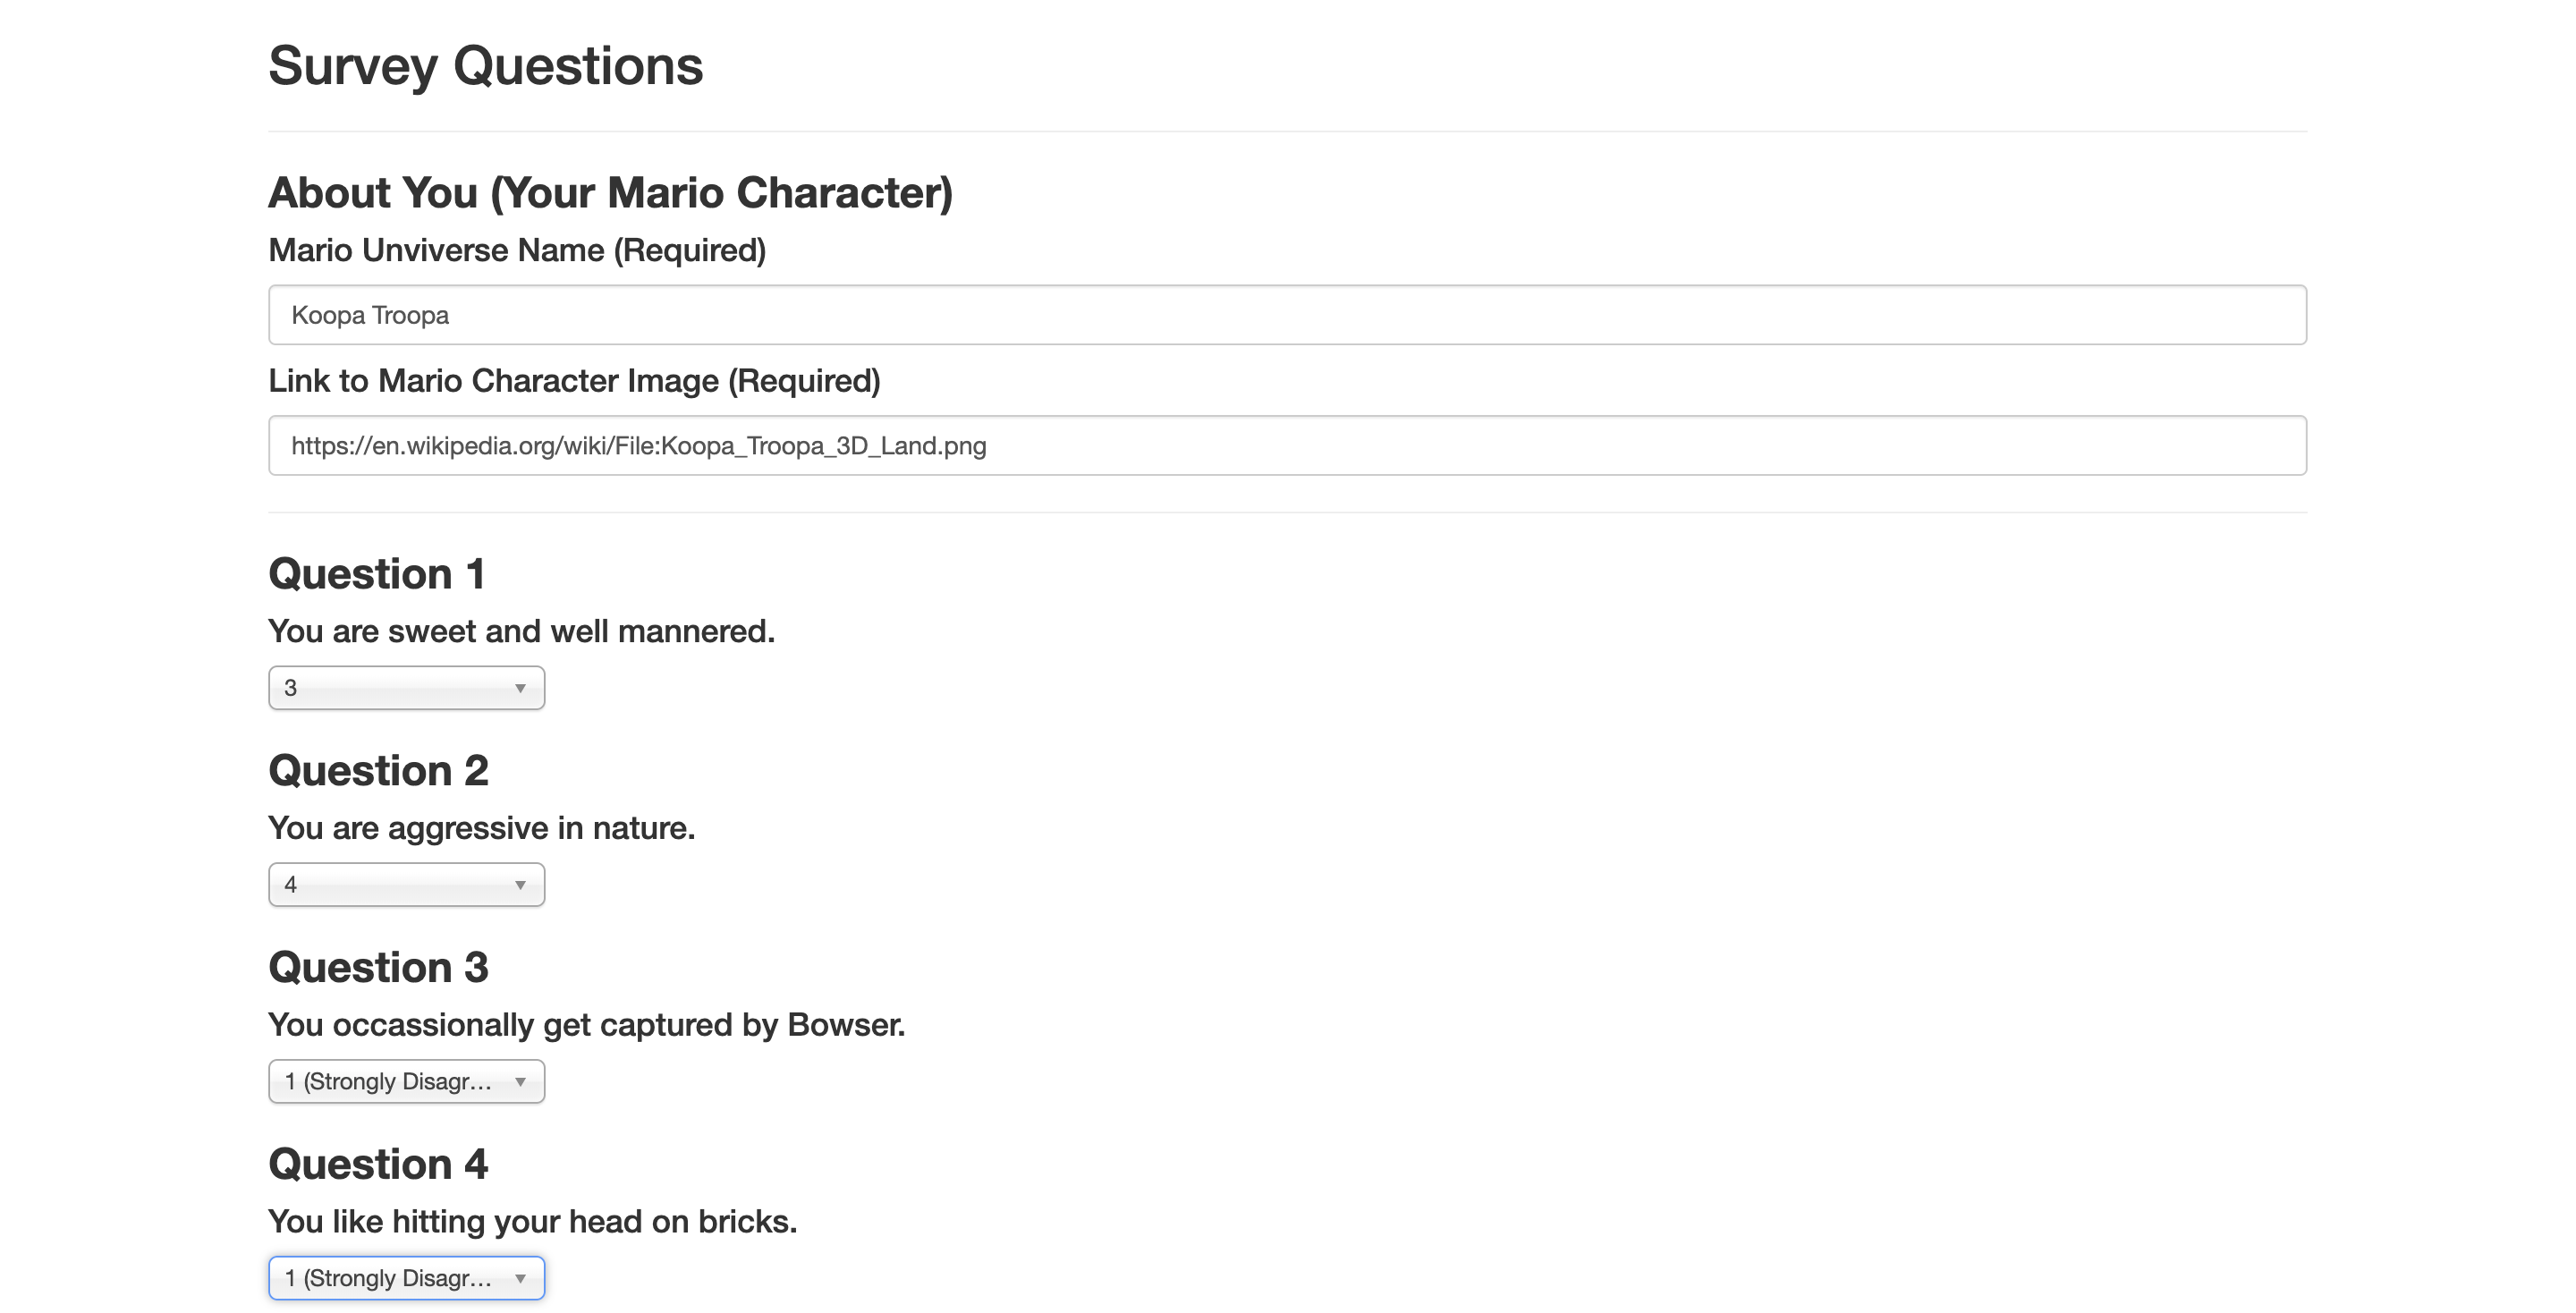 Survey Questions
About You (Your Mario Character)
Mario Unviverse Name (Required)
Koopa Troopa
Link to Mario Character Image (Required)
https://en.wikipedia.org/wiki/File:Koopa_Troopa_3D_Land.png
Question 1
You are sweet and well mannered.
3
Question 2
You are aggressive in nature.
4
Question 3
You occassionally get captured by Bowser.
1 (Strongly Disagr...
Question 4
You like hitting your head on bricks.
1 (Strongly Disagr...